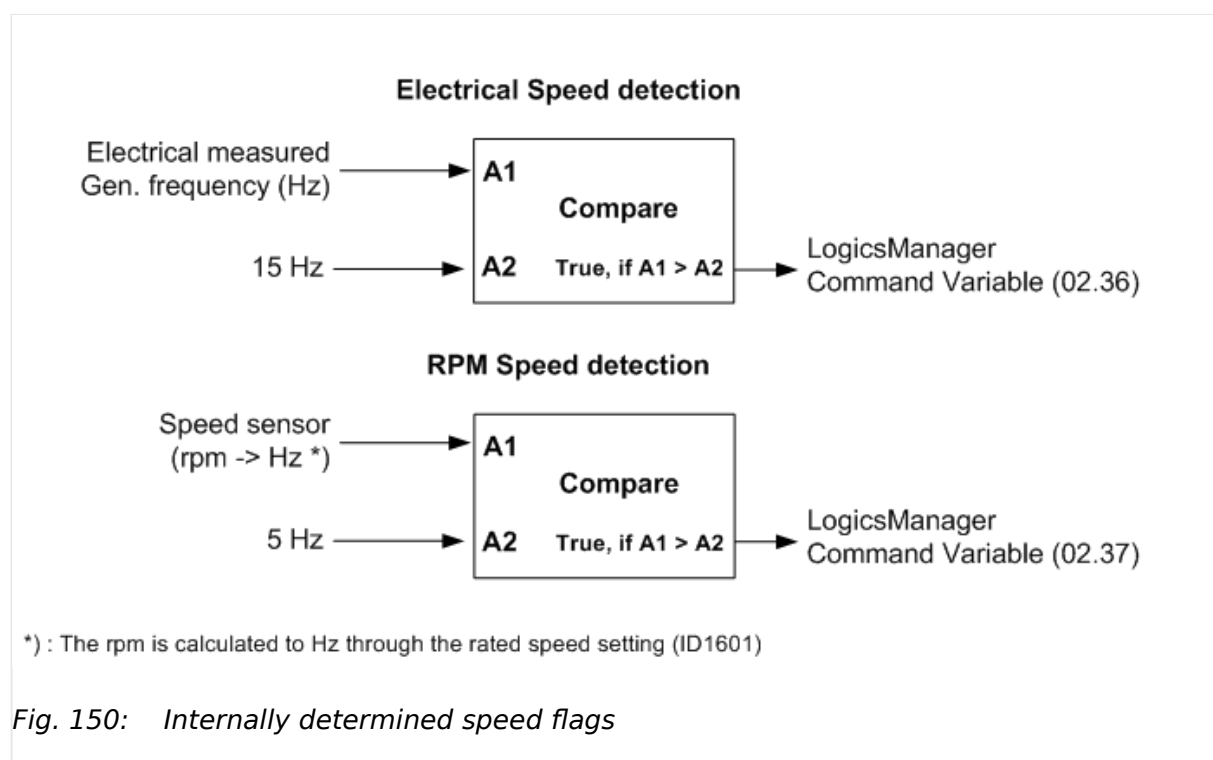 Electrical Speed detection
Electrical measured
Gen. frequency (Hz)
A1
Compare
15 Hz
A2
True, if A1 > A2
LogicsManager
Command Variable (02.36)
RPM Speed detection
Speed sensor
(rpm -> Hz *)
A1
Compare
5 Hz
A2
True, if A1 > A2
LogicsManager
Command Variable (02.37)
*) : The rpm is calculated to Hz through the rated speed setting (ID1601)
Fig. 150: Internally determined speed flags